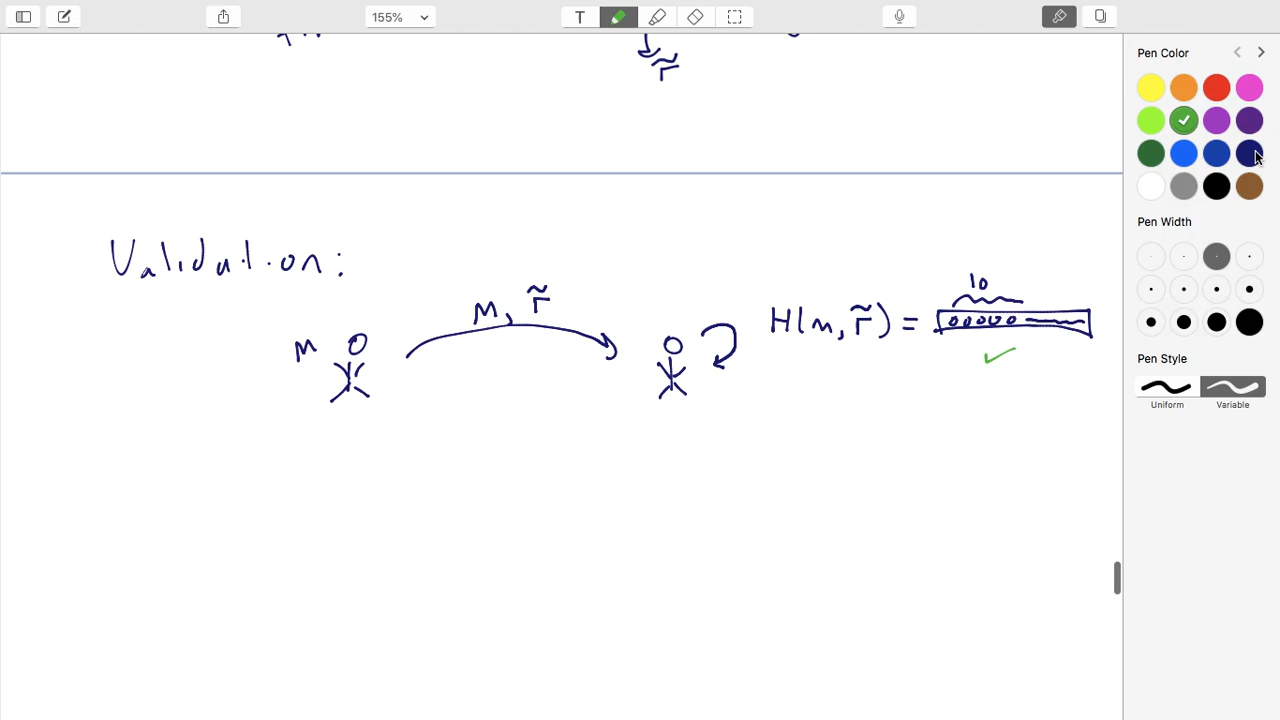 155%
T
r̃
Pen Color
Validation:
10
m, r̃
H(m, r̃) = 00000
m
Pen Width
Pen Style
Uniform
Variable